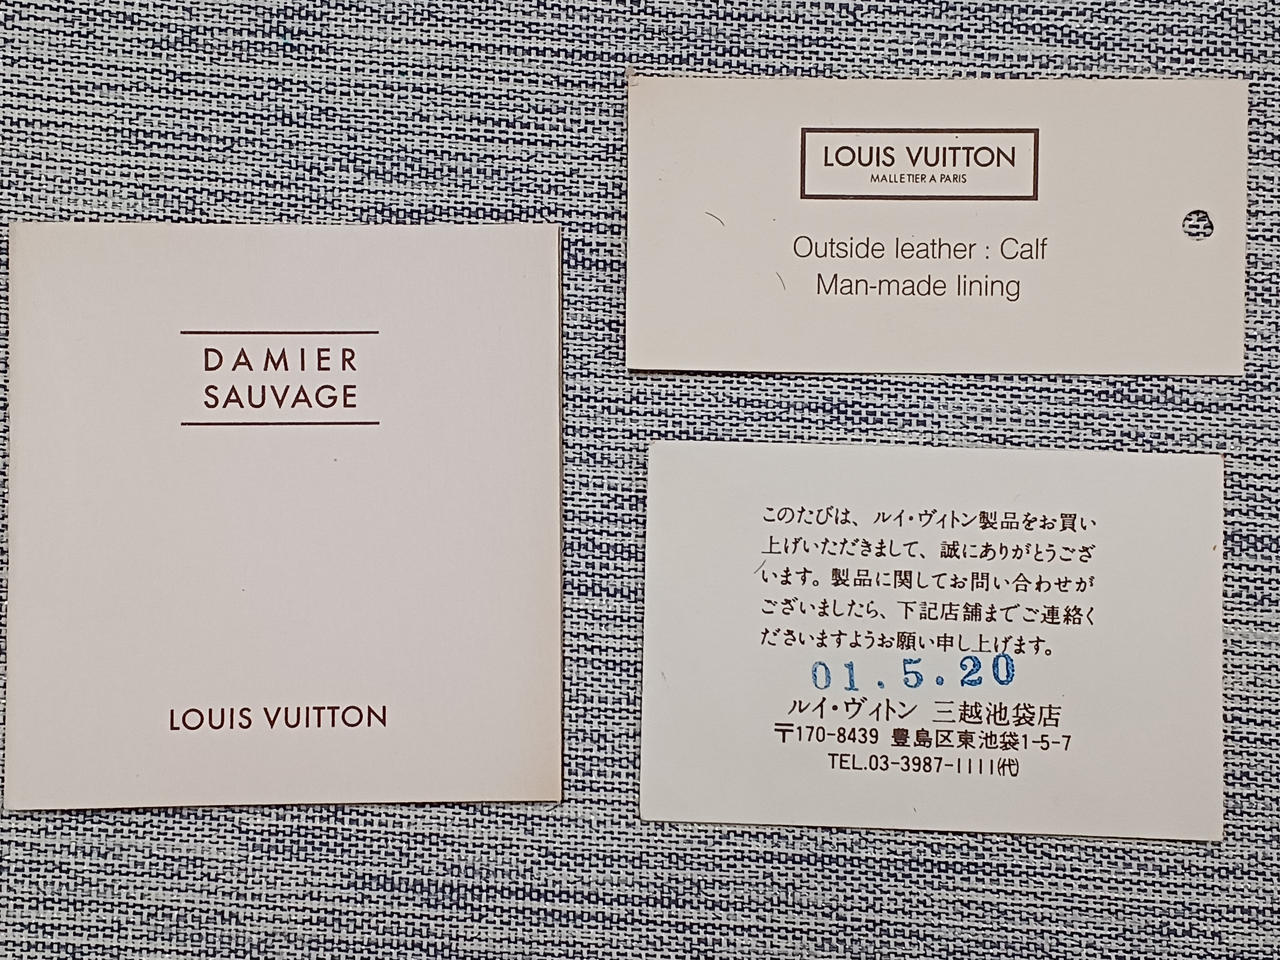 DAMIER
SAUVAGE
LOUIS VUITTON
LOUIS VUITTON
MALLETIER A PARIS
Outside leather : Calf
Man-made lining
このたびは、ルイ・ヴィトン製品をお買い
上げいただきまして、誠にありがとうござ
います。製品に関してお問い合わせが
ございましたら、下記店舗までご連絡く
ださいますようお願い申し上げます。
01.5.20
ルイ・ヴィトン 三越池袋店
〒170-8439 豊島区東池袋1-5-7
TEL.03-3987-1111㈹